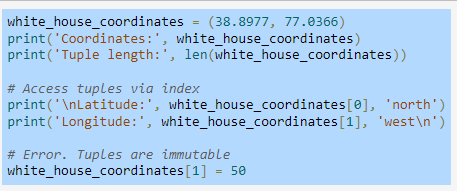 white_house_coordinates = (38.8977, 77.0366)
print('Coordinates:', white_house_coordinates)
print('Tuple length:', len(white_house_coordinates))
# Access tuples via index
print('\nLatitude:', white_house_coordinates[0], 'north')
print('Longitude:', white_house_coordinates[1], 'west\n')
# Error. Tuples are immutable
white_house_coordinates[1] = 50